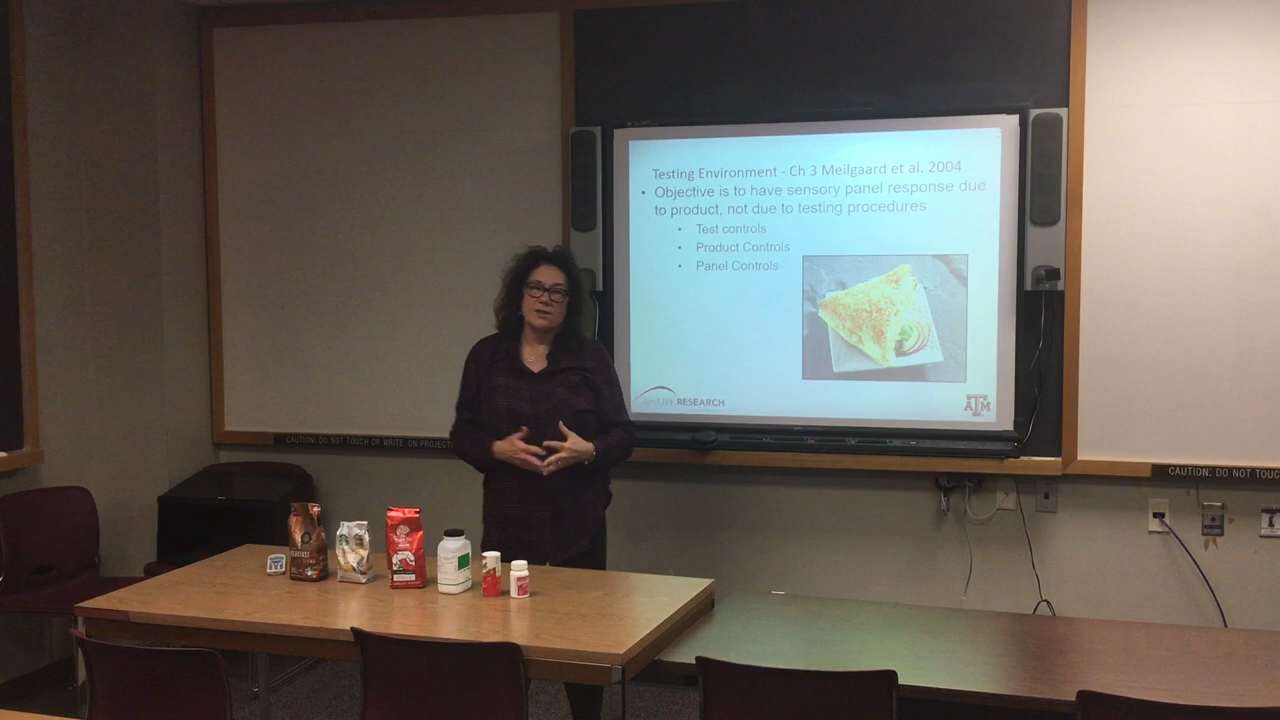 Testing Environment - Ch 3 Meilgaard et al. 2004
• Objective is to have sensory panel response due
to product, not due to testing procedures
• Test controls
• Product Controls
• Panel Controls
RESEARCH
ATM
CAUTION: DO NOT TOUCH OR WRITE ON PROJECT
CAUTION: DO NOT TOUC